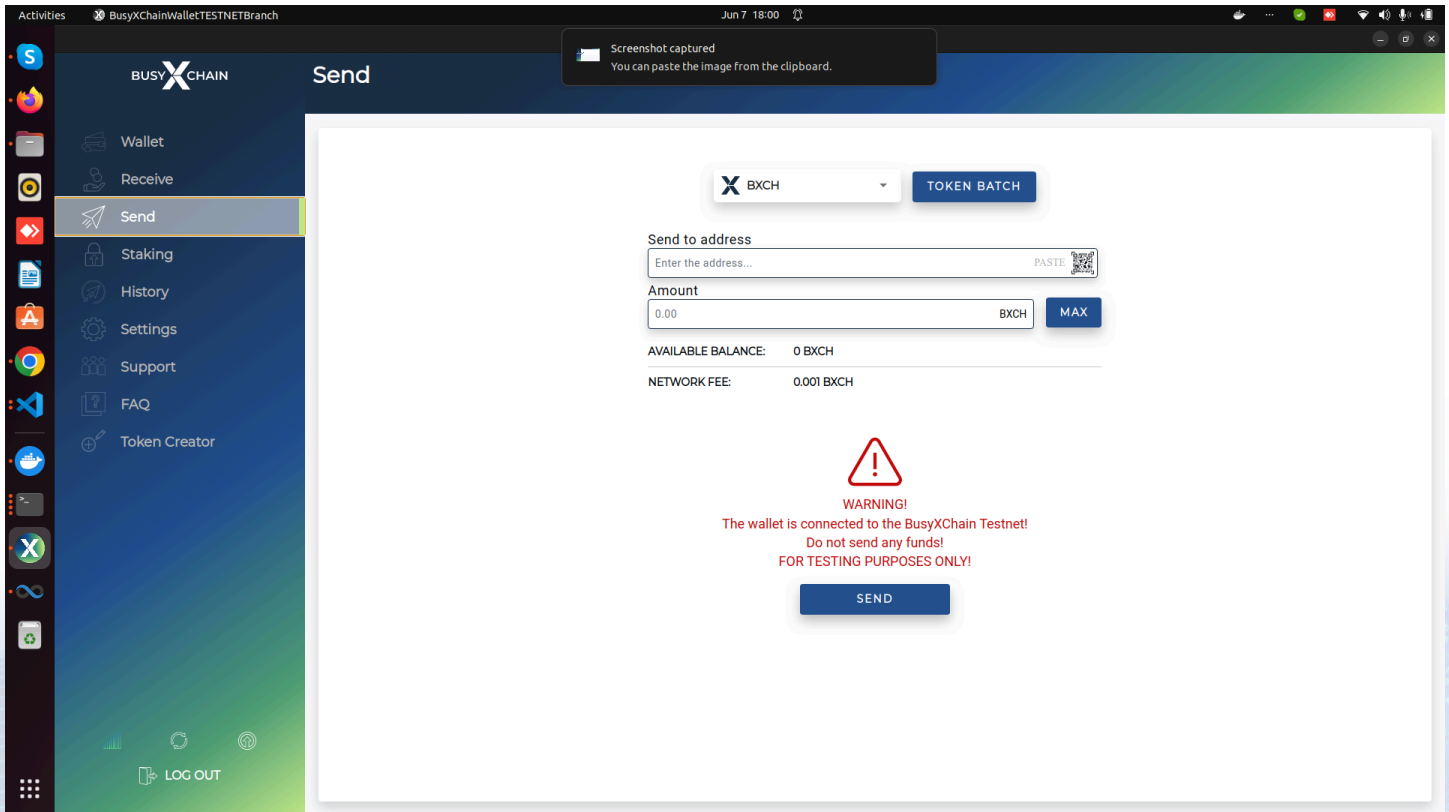 Activities BusyXChainWalletTESTNETBranch Jun 7 18:00
Screenshot captured
You can paste the image from the clipboard.
BUSY X CHAIN
Send
Wallet
Receive
Send
Staking
History
Settings
Support
FAQ
Token Creator
LOG OUT
BXCH TOKEN BATCH
Send to address
Enter the address... PASTE
Amount
0.00 BXCH MAX
AVAILABLE BALANCE: 0 BXCH
NETWORK FEE: 0.001 BXCH
WARNING!
The wallet is connected to the BusyXChain Testnet!
Do not send any funds!
FOR TESTING PURPOSES ONLY!
SEND